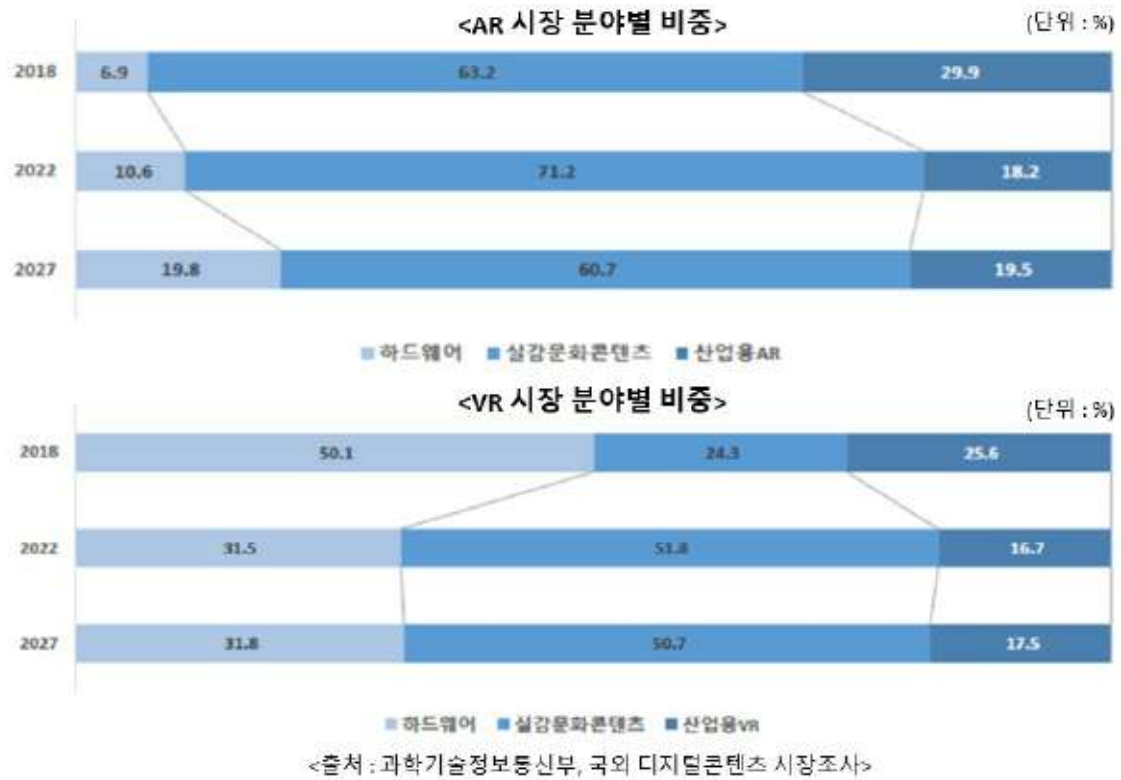 <AR 시장 분야별 비중> (단위 : %)
2018 6.9 63.2 29.9
2022 10.6 71.2 18.2
2027 19.8 60.7 19.5
하드웨어 실감문화콘텐츠 산업용AR
<VR 시장 분야별 비중> (단위 : %)
2018 50.1 24.3 25.6
2022 31.5 51.8 16.7
2027 31.8 50.7 17.5
하드웨어 실감문화콘텐츠 산업용VR
<출처 : 과학기술정보통신부, 국외 디지털콘텐츠 시장조사>